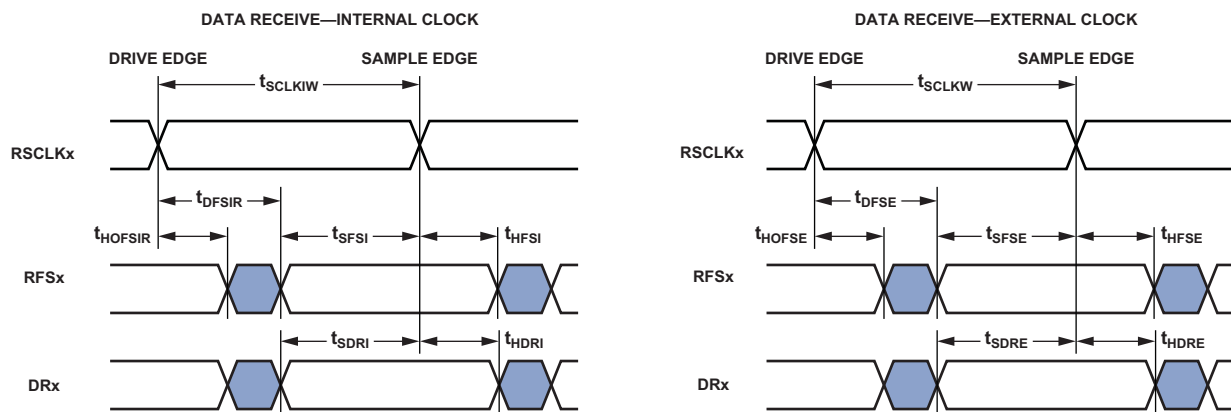 DATA RECEIVE—INTERNAL CLOCK
DRIVE EDGE
SAMPLE EDGE
tSCLKIW
RSCLKx
tDFSIR
tHOFSIR
tSFSI
tHFSI
RFSx
tSDRI
tHDRI
DRx
DATA RECEIVE—EXTERNAL CLOCK
DRIVE EDGE
SAMPLE EDGE
tSCLKW
RSCLKx
tDFSE
tHOFSE
tSFSE
tHFSE
RFSx
tSDRE
tHDRE
DRx